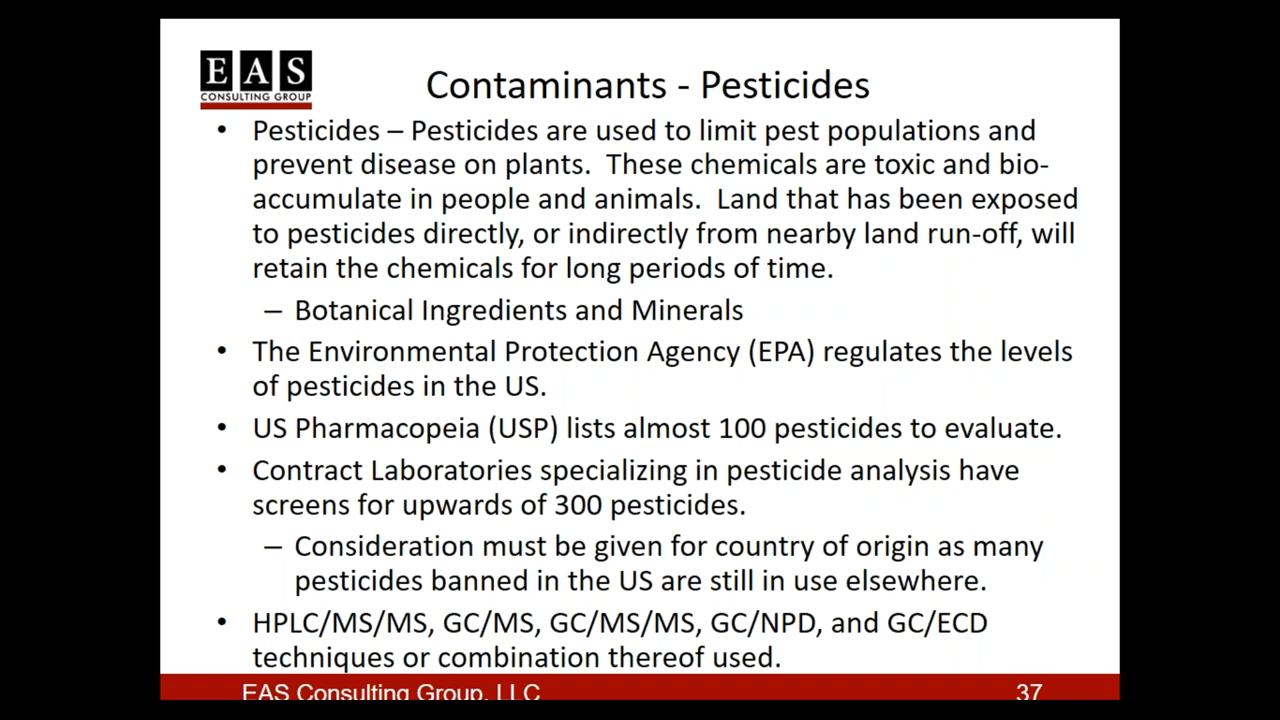 EAS
CONSULTING GROUP
Contaminants - Pesticides
• Pesticides – Pesticides are used to limit pest populations and
prevent disease on plants. These chemicals are toxic and bio-
accumulate in people and animals. Land that has been exposed
to pesticides directly, or indirectly from nearby land run-off, will
retain the chemicals for long periods of time.
– Botanical Ingredients and Minerals
• The Environmental Protection Agency (EPA) regulates the levels
of pesticides in the US.
• US Pharmacopeia (USP) lists almost 100 pesticides to evaluate.
• Contract Laboratories specializing in pesticide analysis have
screens for upwards of 300 pesticides.
– Consideration must be given for country of origin as many
pesticides banned in the US are still in use elsewhere.
• HPLC/MS/MS, GC/MS, GC/MS/MS, GC/NPD, and GC/ECD
techniques or combination thereof used.
EAS Consulting Group, LLC 37